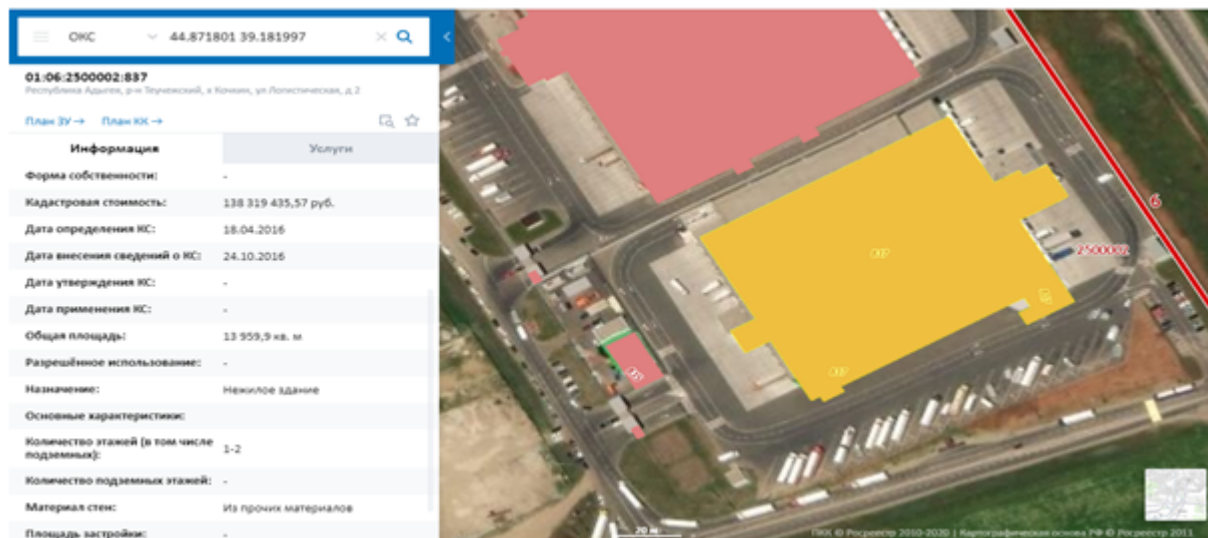 ОКС 44.871801 39.181997
01:06:2500002:837
Республика Адыгея, р-н Теучежский, х Кочкин, ул Логистическая, д 2
План ЗУ → План КК →
Информация Услуги
Форма собственности: -
Кадастровая стоимость: 138 319 435,57 руб.
Дата определения КС: 18.04.2016
Дата внесения сведений о КС: 24.10.2016
Дата утверждения КС: -
Дата применения КС: -
Общая площадь: 13 959,9 кв. м
Разрешённое использование: -
Назначение: Нежилое здание
Основные характеристики:
Количество этажей (в том числе
подземных): 1-2
Количество подземных этажей: -
Материал стен: Из прочих материалов
Площадь застройки: -
6
2500002
837
837
20 м
ПКК © Росреестр 2010-2020 | Картографическая основа РФ © Росреестр 2011